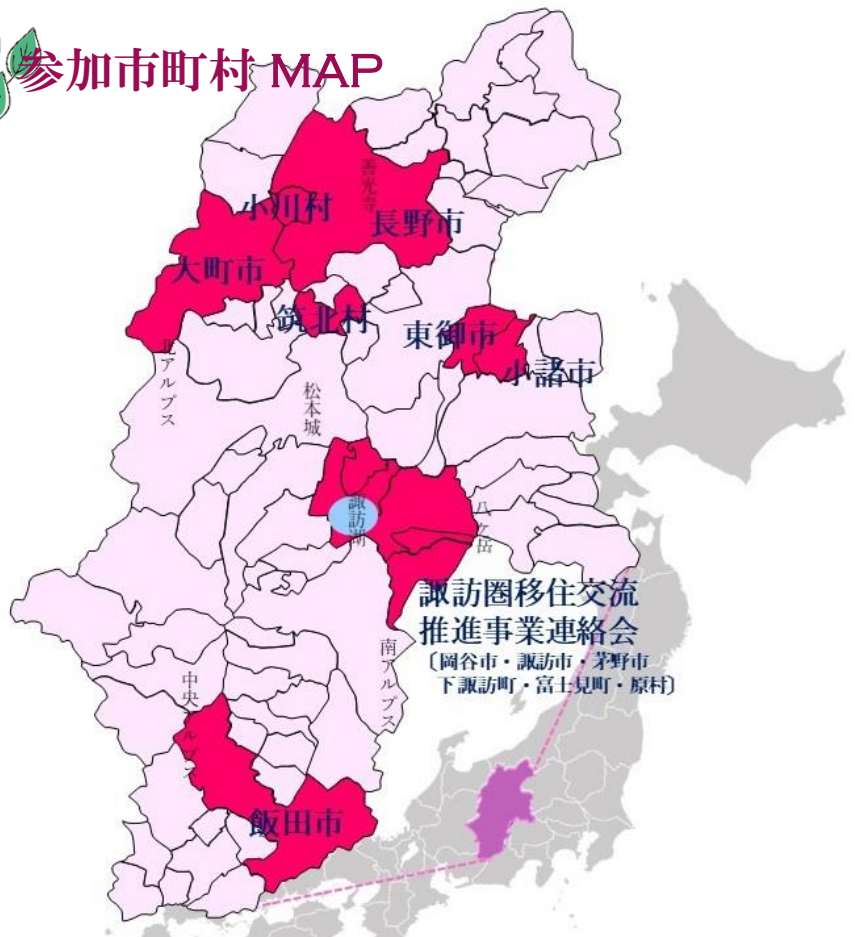 参加市町村 MAP
善光寺
小川村
長野市
大町市
筑北村
東御市
小諸市
北アルプス
松本城
諏訪湖
八ヶ岳
諏訪圏移住交流
推進事業連絡会
〔岡谷市・諏訪市・茅野市
下諏訪町・富士見町・原村〕
南アルプス
中央アルプス
飯田市